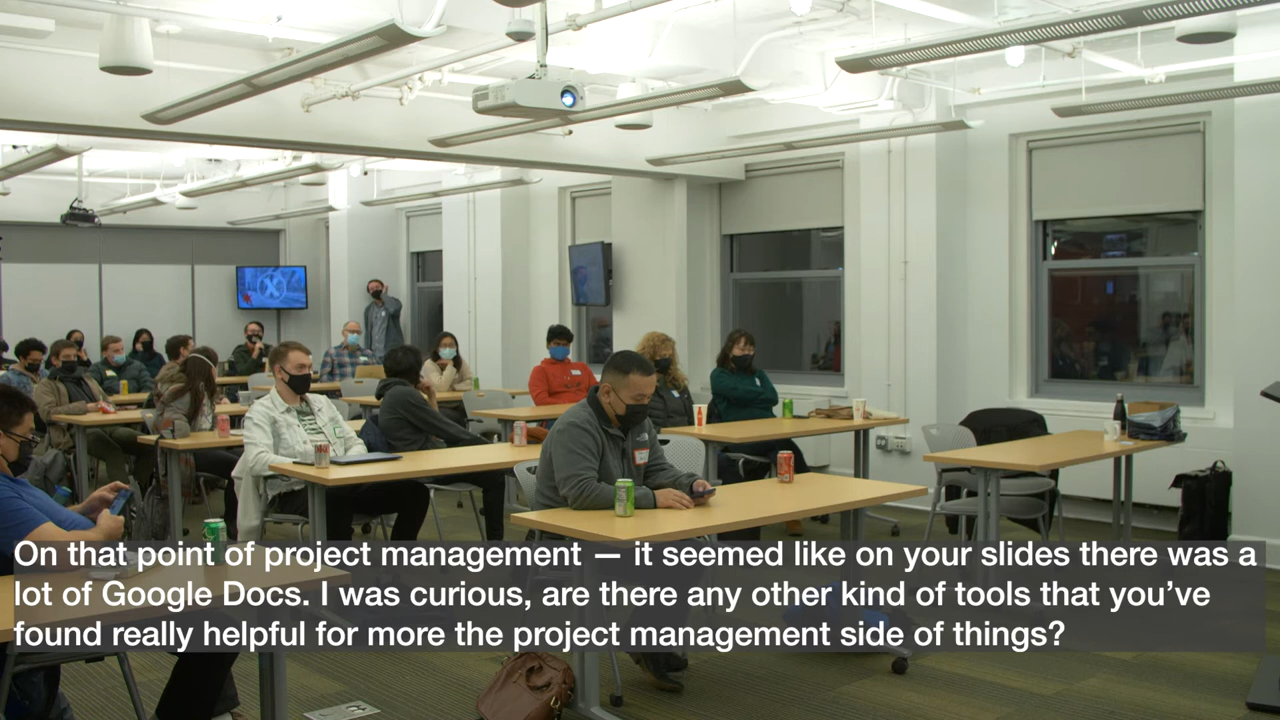 X
On that point of project management — it seemed like on your slides there was a
lot of Google Docs. I was curious, are there any other kind of tools that you’ve
found really helpful for more the project management side of things?